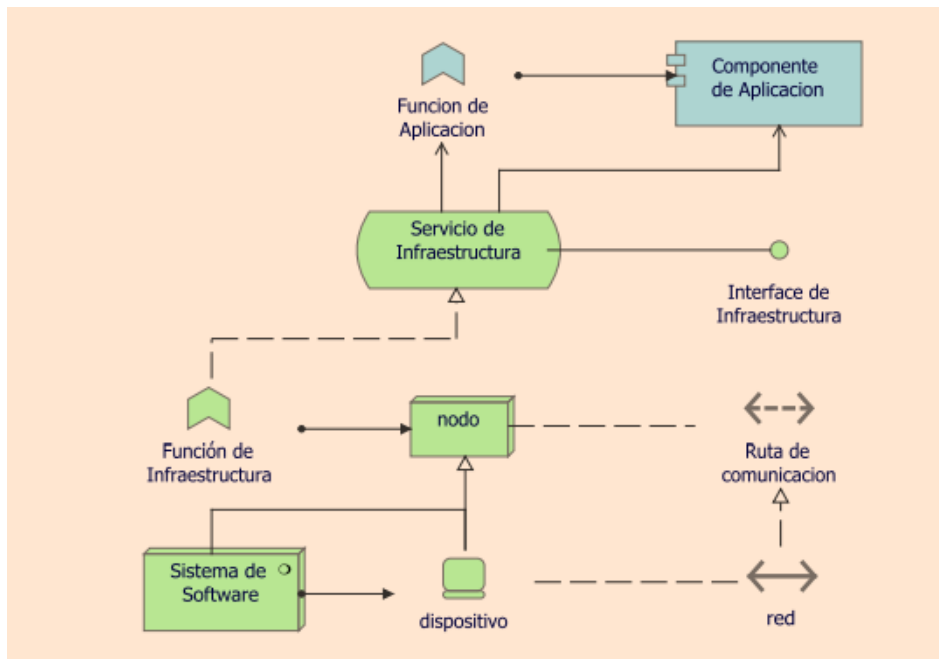 Componente
de Aplicacion
Funcion de
Aplicacion
Servicio de
Infraestructura
Interface de
Infraestructura
nodo
Función de
Infraestructura
Ruta de
comunicacion
Sistema de
Software
dispositivo
red